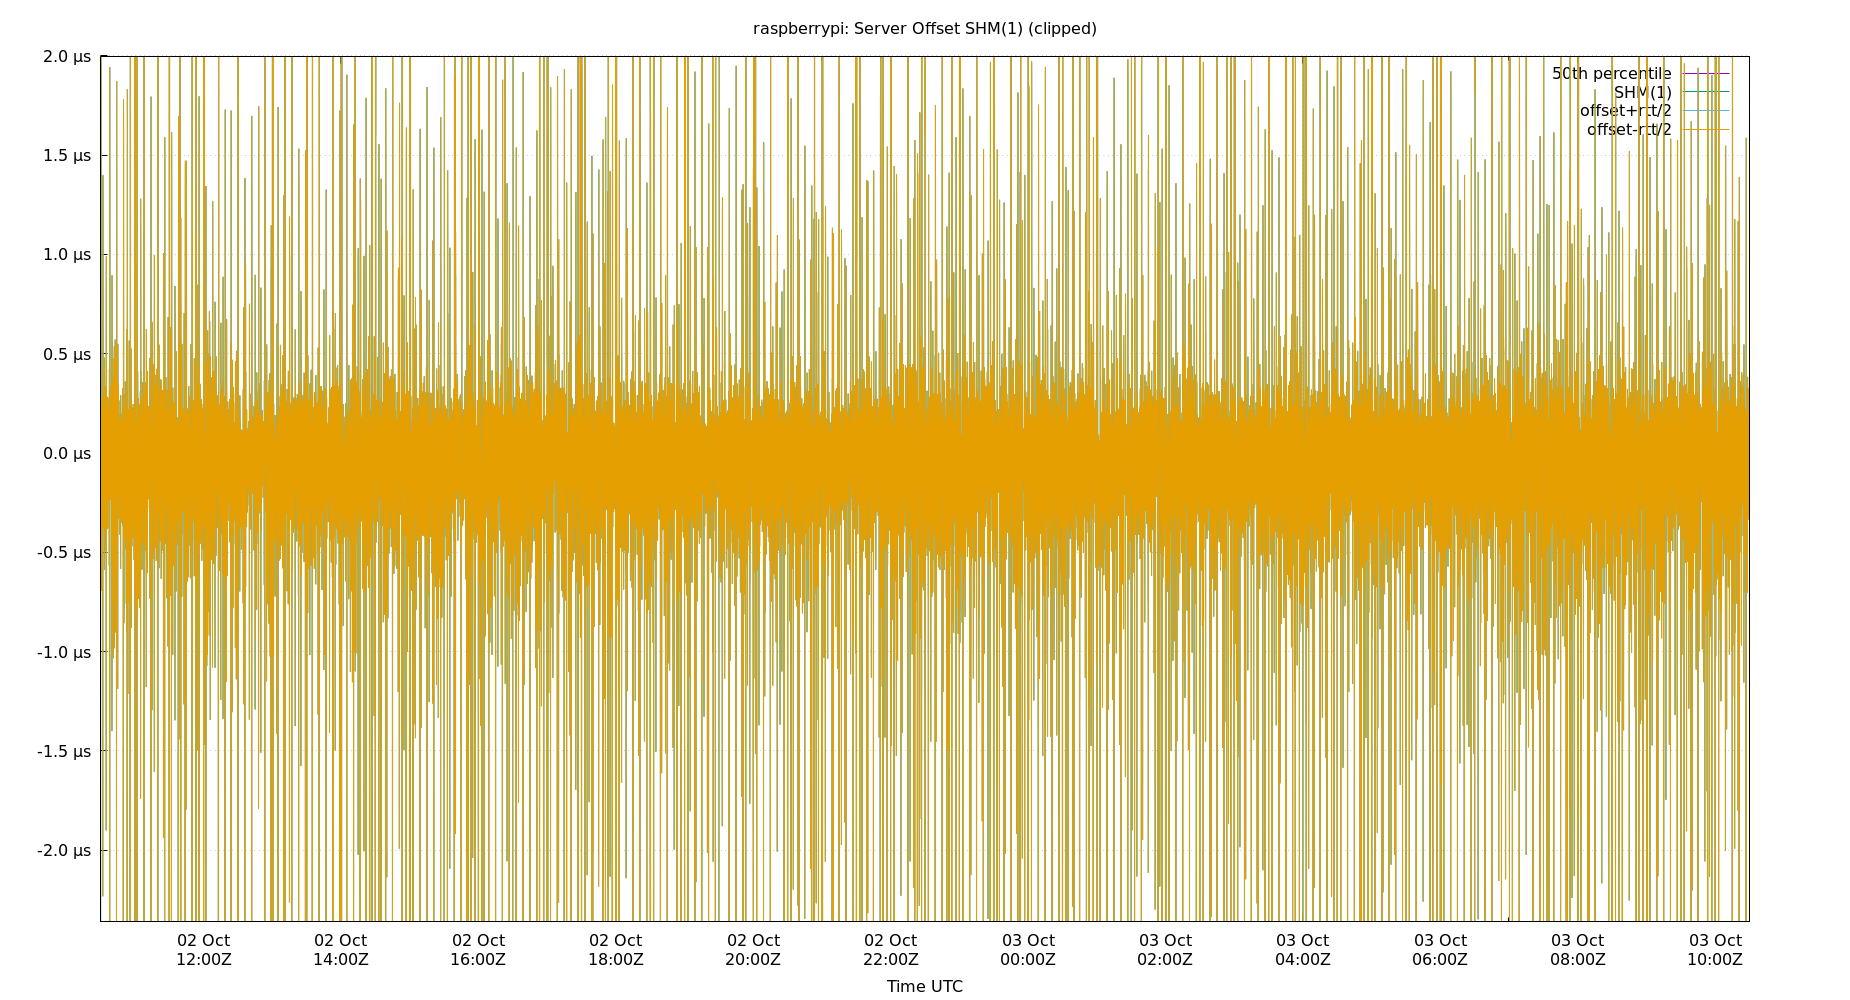 raspberrypi: Server Offset SHM(1) (clipped)
2.0 µs
1.5 µs
1.0 µs
0.5 µs
0.0 µs
-0.5 µs
-1.0 µs
-1.5 µs
-2.0 µs
50th percentile
SHM(1)
offset+rtt/2
offset-rtt/2
02 Oct 02 Oct 02 Oct 02 Oct 02 Oct 02 Oct 03 Oct 03 Oct 03 Oct 03 Oct 03 Oct 03 Oct
12:00Z 14:00Z 16:00Z 18:00Z 20:00Z 22:00Z 00:00Z 02:00Z 04:00Z 06:00Z 08:00Z 10:00Z
Time UTC